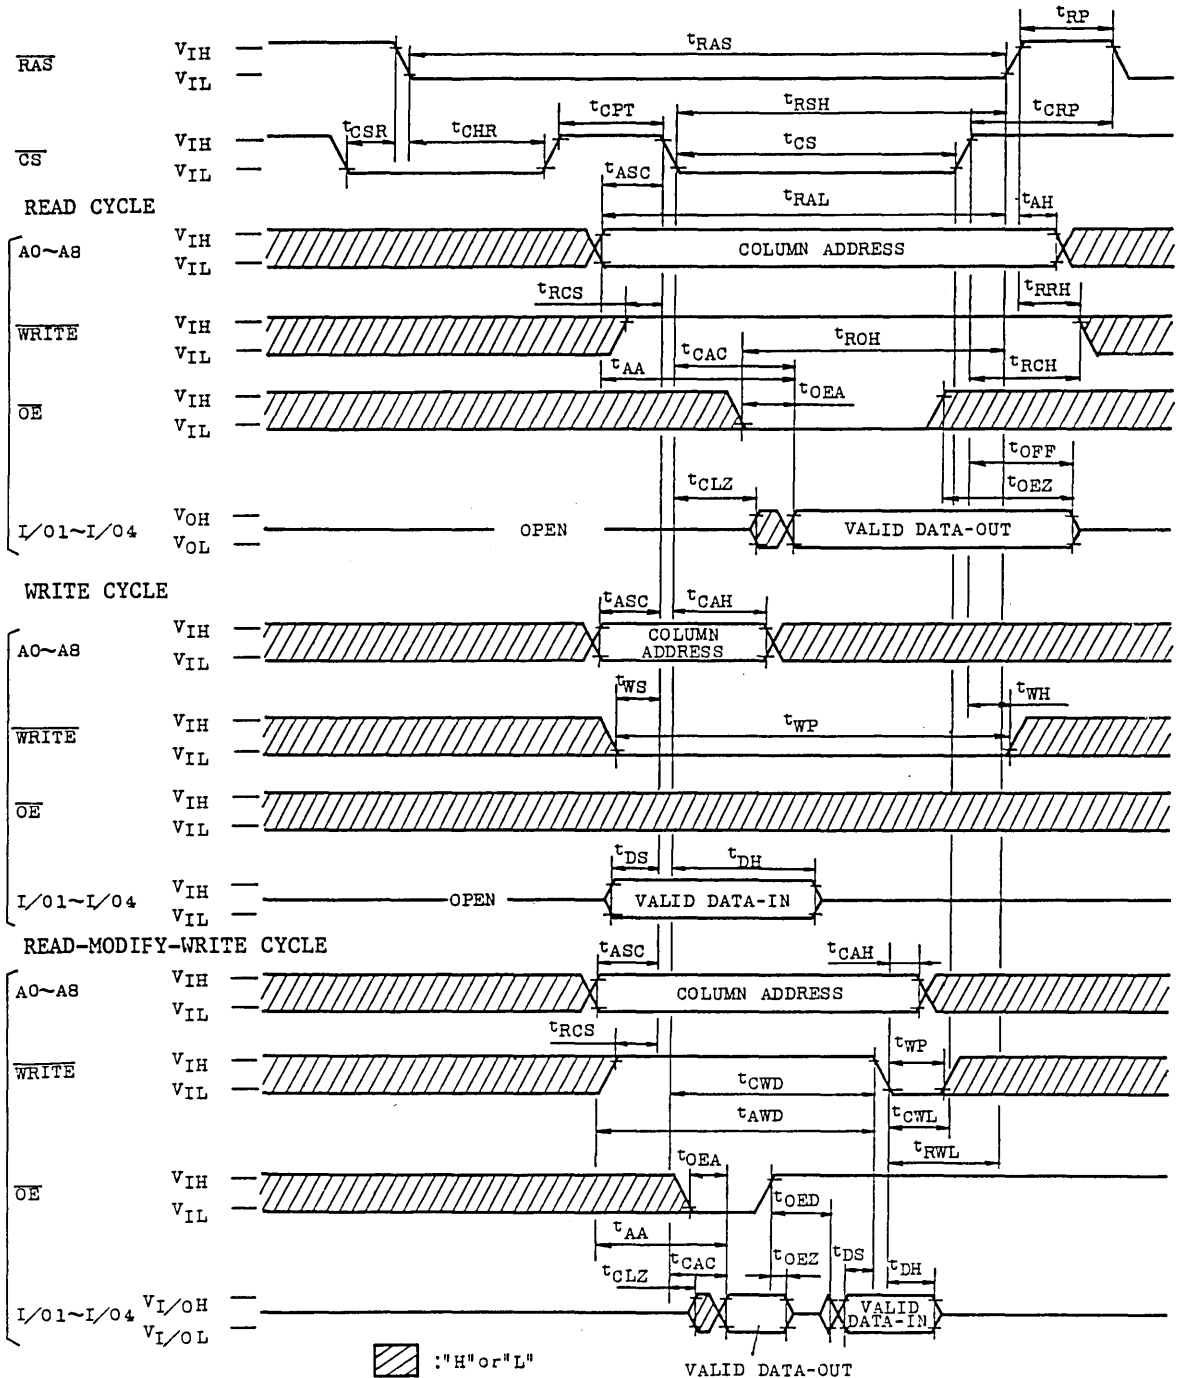 tRP
tRAS
RAS
VIH
VIL
tCPT
tRSH
tCRP
tCSR
tCHR
tCS
CS
VIH
VIL
tASC
READ CYCLE
tRAL
tAH
A0~A8
VIH
VIL
COLUMN ADDRESS
tRCS
tRRH
WRITE
VIH
VIL
tROH
tCAC
tRCH
tAA
tOEA
OE
VIH
VIL
tOFF
tCLZ
tOEZ
I/O1~I/O4
VOH
VOL
OPEN
VALID DATA-OUT
WRITE CYCLE
tASC
tCAH
A0~A8
VIH
VIL
COLUMN
ADDRESS
tWS
tWH
WRITE
VIH
VIL
tWP
OE
VIH
VIL
tDS
tDH
I/O1~I/O4
VIH
VIL
OPEN
VALID DATA-IN
READ-MODIFY-WRITE CYCLE
tASC
tCAH
A0~A8
VIH
VIL
COLUMN ADDRESS
tRCS
tWP
WRITE
VIH
VIL
tCWD
tCWL
tAWD
tRWL
tOEA
OE
VIH
VIL
tOED
tAA
tCAC
tOEZ
tDS
tDH
tCLZ
I/O1~I/O4
VI/OH
VI/OL
VALID
DATA-IN
:"H"or"L"
VALID DATA-OUT